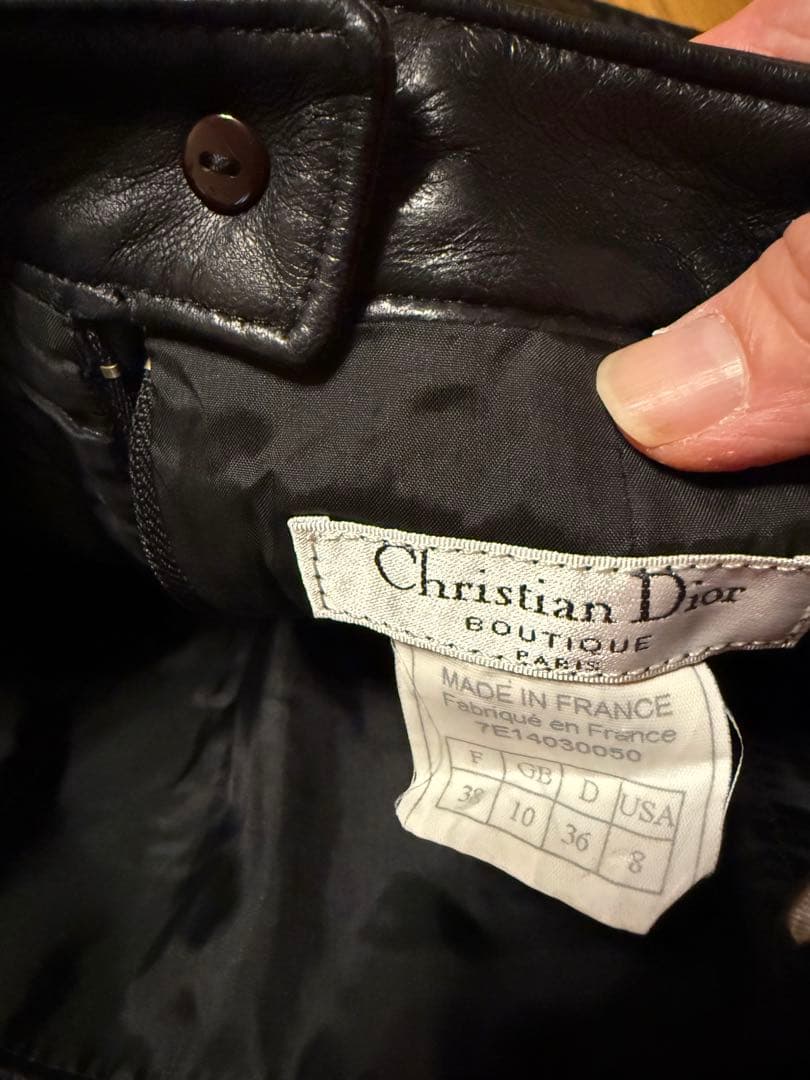 Christian Dior
BOUTIQUE
PARIS
MADE IN FRANCE
Fabriqué en France
7E14030050
F GB D USA
38 10 36 8